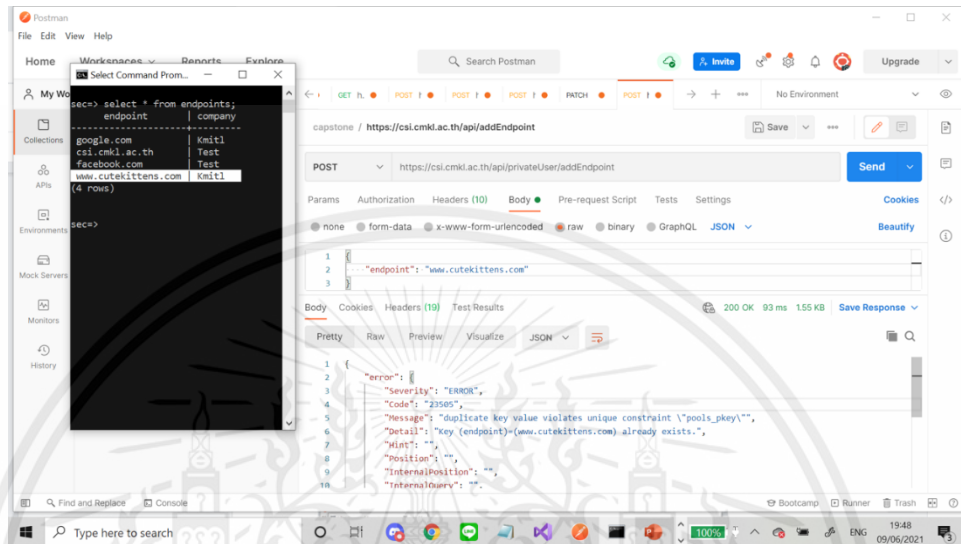 Postman
File Edit View Help
Home Workspaces Reports Explore
Search Postman
Invite
Upgrade
My Wo
GET h. POST POST POST PATCH POST
No Environment
Select Command Prom...
sec=> select * from endpoints;
endpoint | company
google.com | Kmitl
csi.cmkl.ac.th | Test
facebook.com | Test
www.cutekittens.com | Kmitl
(4 rows)
sec=>
Collections
APIs
Environments
Mock Servers
Monitors
History
capstone / https://csi.cmkl.ac.th/api/addEndpoint
Save
POST https://csi.cmkl.ac.th/api/privateUser/addEndpoint
Send
Params Authorization Headers (10) Body Pre-request Script Tests Settings
Cookies
none form-data x-www-form-urlencoded raw binary GraphQL JSON
Beautify
1 {
2 "endpoint": "www.cutekittens.com"
3 }
Body Cookies Headers (19) Test Results
200 OK 93 ms 1.55 KB Save Response
Pretty Raw Preview Visualize JSON
1 {
2 "error": {
3 "Severity": "ERROR",
4 "Code": "23505",
5 "Message": "duplicate key value violates unique constraint \"pools_pkey\"",
6 "Detail": "Key (endpoint)=(www.cutekittens.com) already exists.",
7 "Hint": "",
8 "Position": "",
9 "InternalPosition": "",
10 "InternalQuery": "",
Find and Replace Console
Bootcamp Runner Trash
Type here to search
100%
ENG
19:48
09/06/2021
3